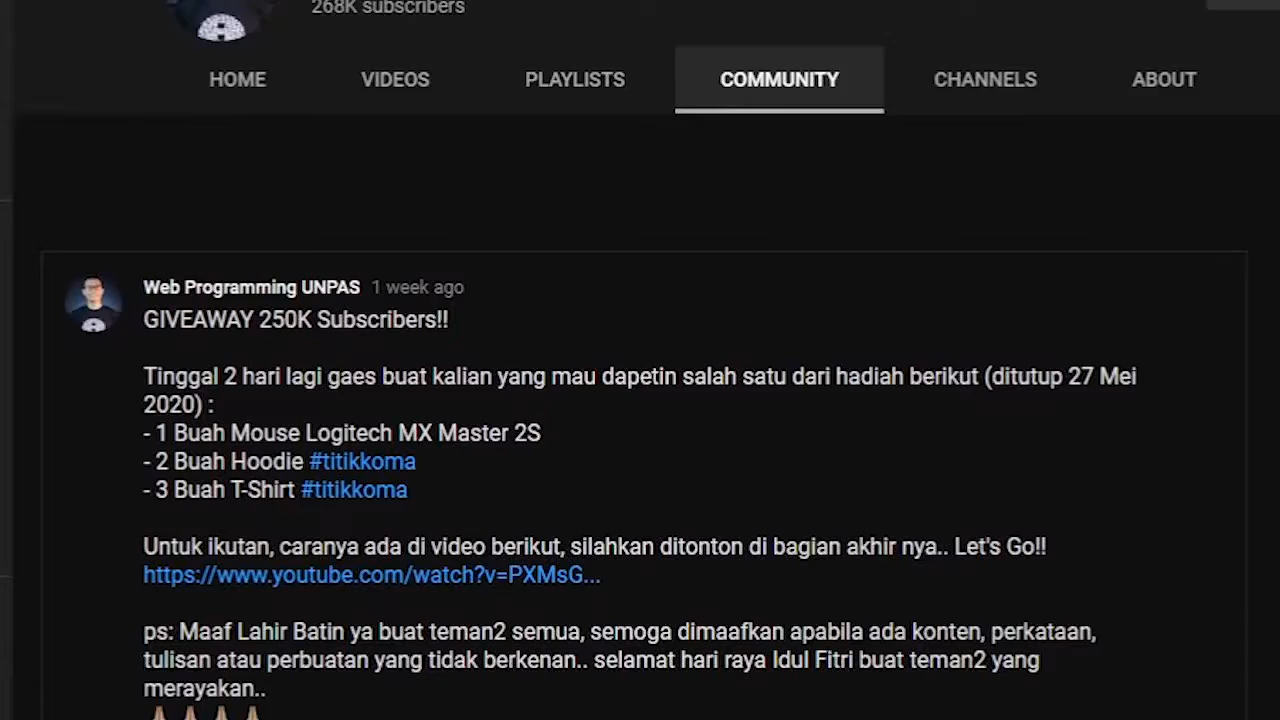 268K subscribers
HOME VIDEOS PLAYLISTS COMMUNITY CHANNELS ABOUT
Web Programming UNPAS 1 week ago
GIVEAWAY 250K Subscribers!!
Tinggal 2 hari lagi gaes buat kalian yang mau dapetin salah satu dari hadiah berikut (ditutup 27 Mei
2020) :
- 1 Buah Mouse Logitech MX Master 2S
- 2 Buah Hoodie #titikkoma
- 3 Buah T-Shirt #titikkoma
Untuk ikutan, caranya ada di video berikut, silahkan ditonton di bagian akhir nya.. Let's Go!!
https://www.youtube.com/watch?v=PXMsG...
ps: Maaf Lahir Batin ya buat teman2 semua, semoga dimaafkan apabila ada konten, perkataan,
tulisan atau perbuatan yang tidak berkenan.. selamat hari raya Idul Fitri buat teman2 yang
merayakan..